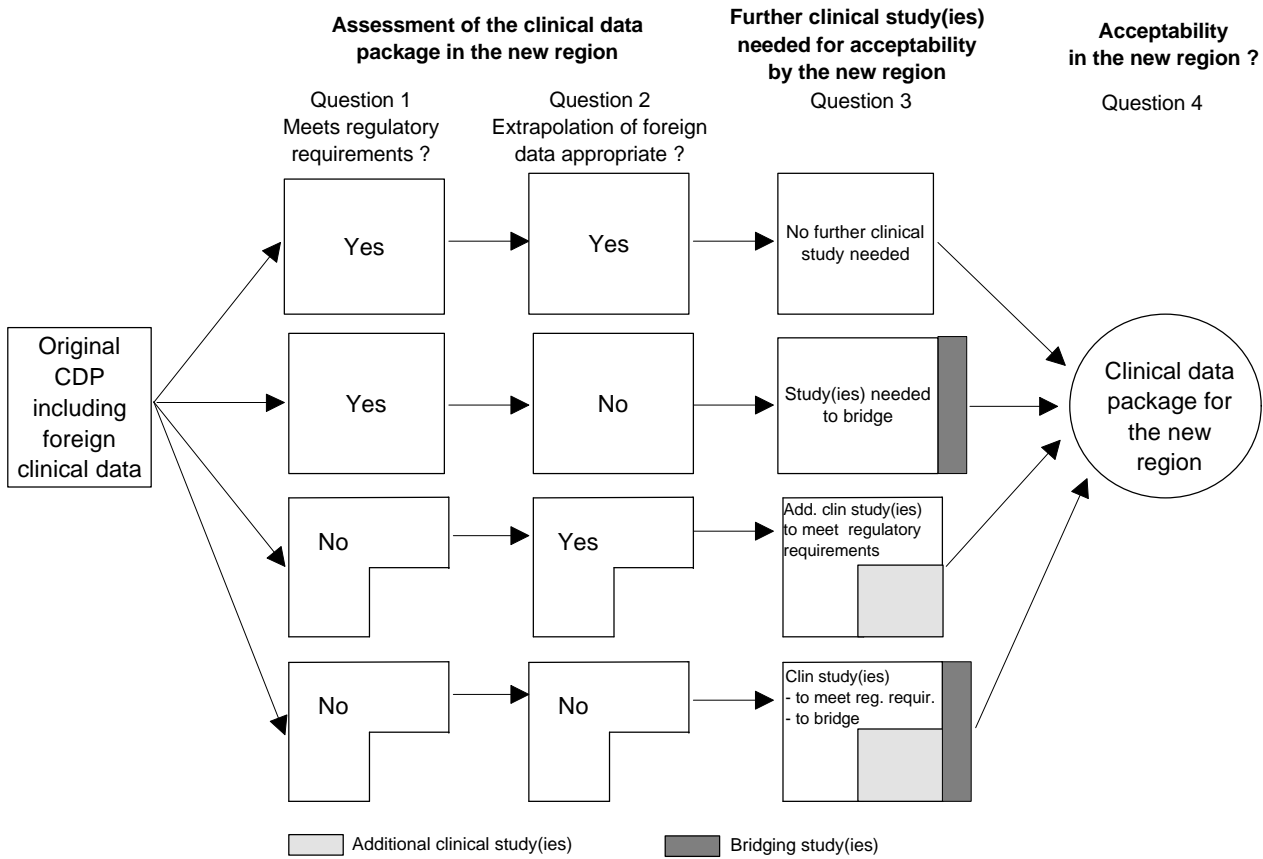 Assessment of the clinical data
package in the new region
Further clinical study(ies)
needed for acceptability
by the new region
Acceptability
in the new region ?
Question 1
Meets regulatory
requirements ?
Question 2
Extrapolation of foreign
data appropriate ?
Question 3
Question 4
Original
CDP
including
foreign
clinical data
Yes
Yes
No further clinical
study needed
Yes
No
Study(ies) needed
to bridge
No
Yes
Add. clin study(ies)
to meet regulatory
requirements
No
No
Clin study(ies)
- to meet reg. requir.
- to bridge
Clinical data
package for
the new
region
Additional clinical study(ies)
Bridging study(ies)